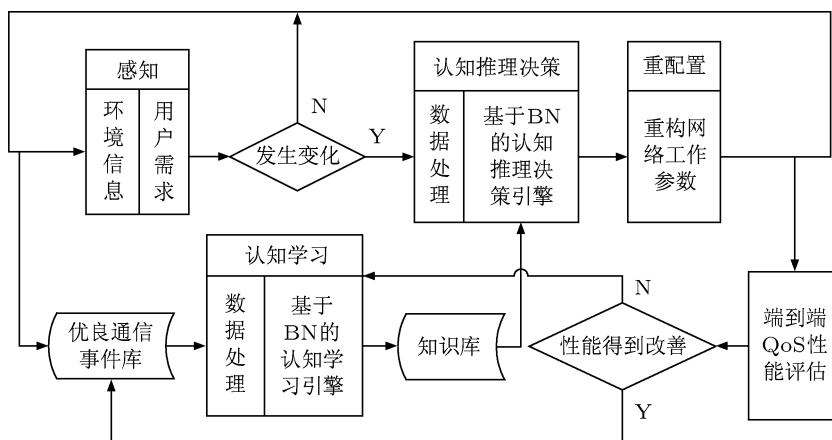 感知
环境信息
用户需求
N
发生变化
Y
认知推理决策
数据处理
基于BN
的认知
推理决
策引擎
重配置
重构网
络工作
参数
优良通信
事件库
认知学习
数据处理
基于
BN的
认知学
习引擎
知识库
N
性能得到改善
Y
端到端
QoS性
能评估